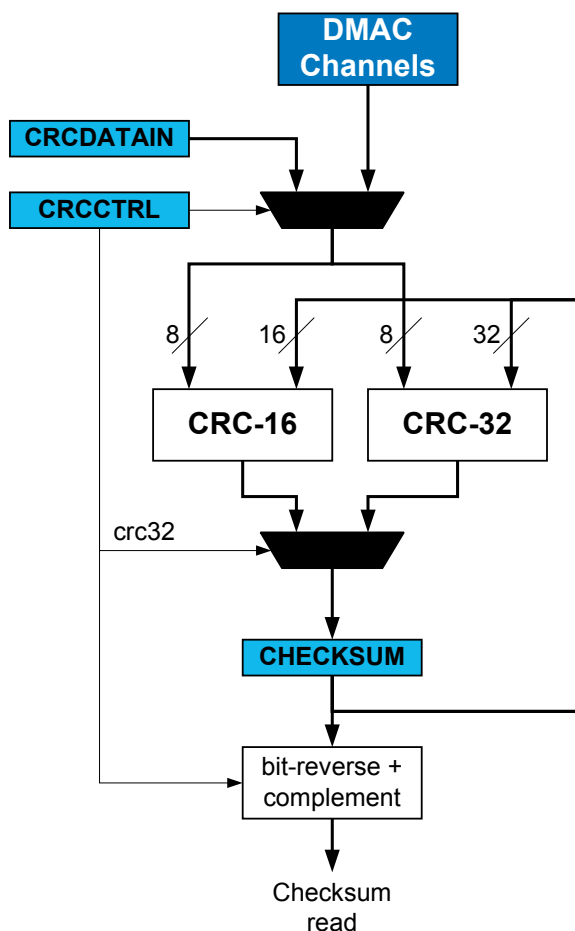 DMAC
Channels
CRCDATAIN
CRCCTRL
8
16
8
32
CRC-16
CRC-32
crc32
CHECKSUM
bit-reverse +
complement
Checksum
read